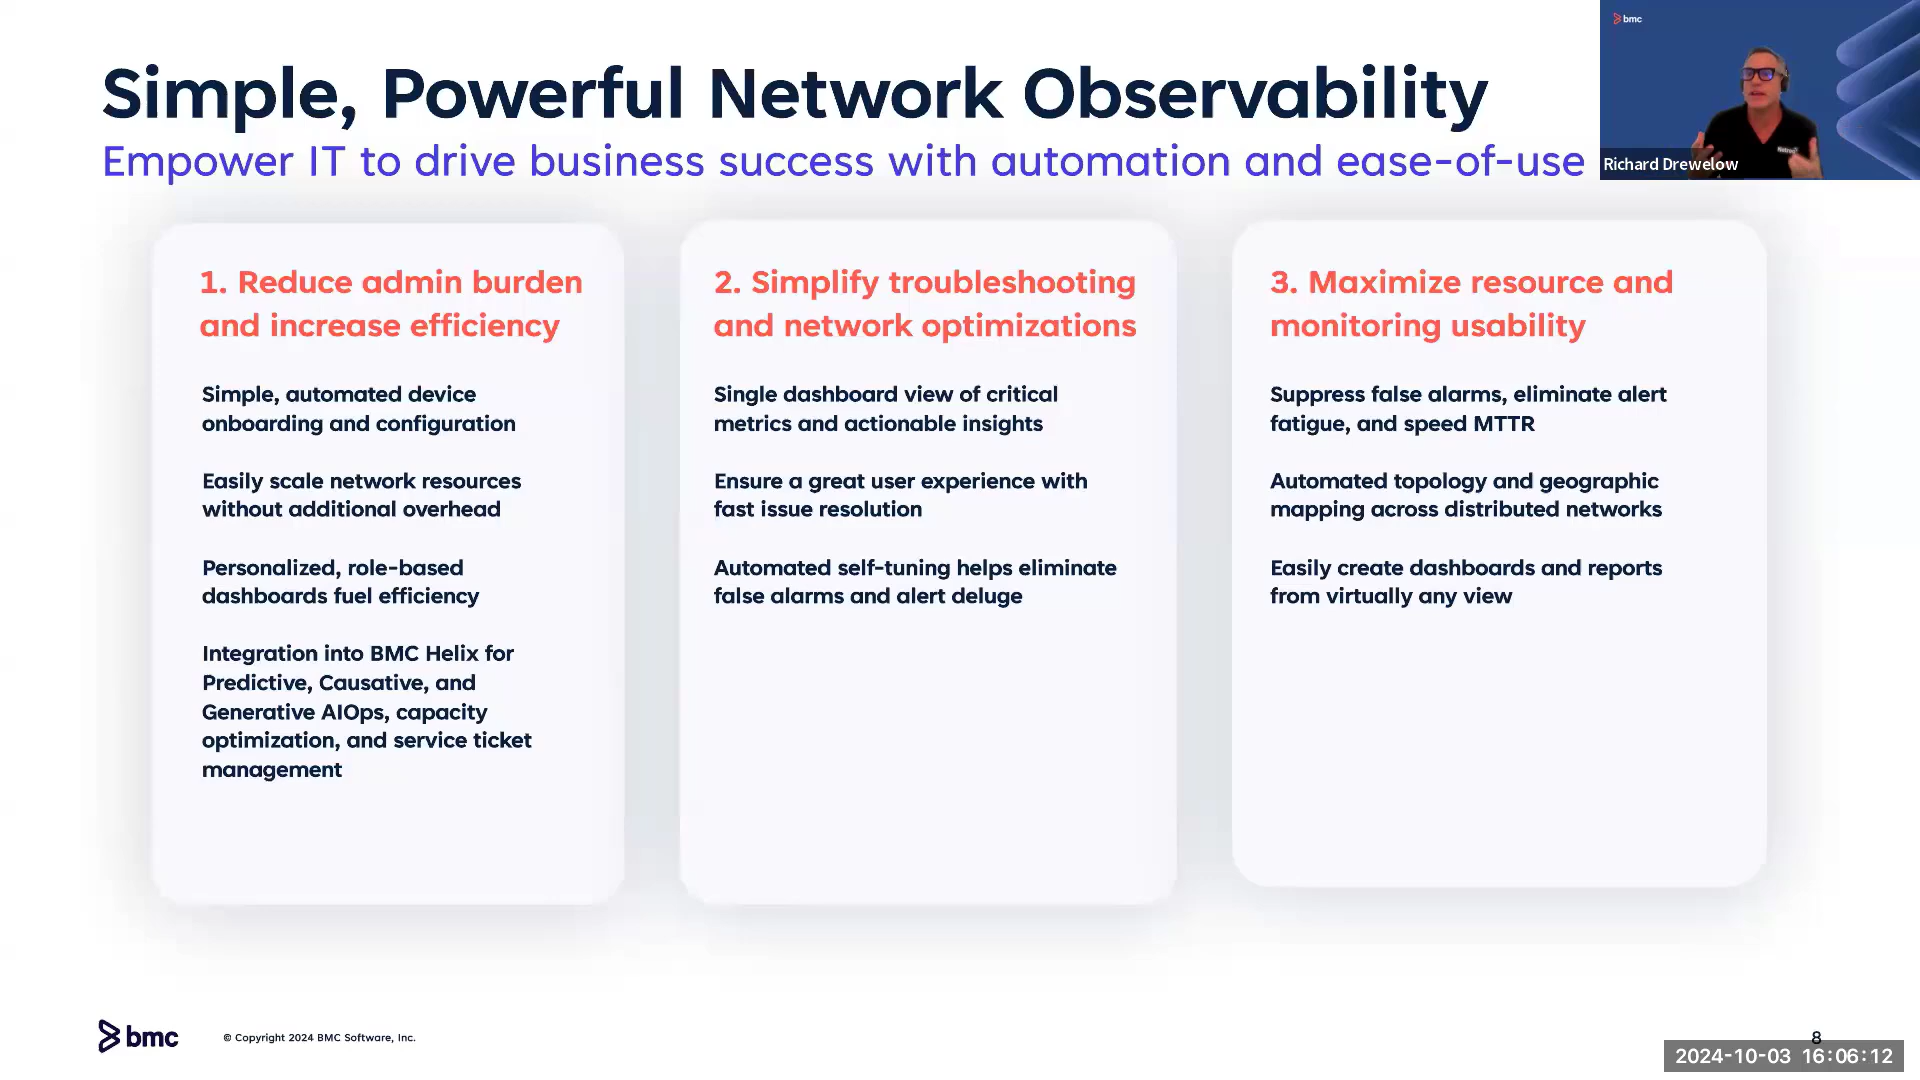 bmc
Simple, Powerful Network Observability
Empower IT to drive business success with automation and ease-of-use
Richard Drewelow
1. Reduce admin burden
and increase efficiency
Simple, automated device
onboarding and configuration
Easily scale network resources
without additional overhead
Personalized, role-based
dashboards fuel efficiency
Integration into BMC Helix for
Predictive, Causative, and
Generative AIOps, capacity
optimization, and service ticket
management
2. Simplify troubleshooting
and network optimizations
Single dashboard view of critical
metrics and actionable insights
Ensure a great user experience with
fast issue resolution
Automated self-tuning helps eliminate
false alarms and alert deluge
3. Maximize resource and
monitoring usability
Suppress false alarms, eliminate alert
fatigue, and speed MTTR
Automated topology and geographic
mapping across distributed networks
Easily create dashboards and reports
from virtually any view
bmc
© Copyright 2024 BMC Software, Inc.
8
2024-10-03 16:06:12